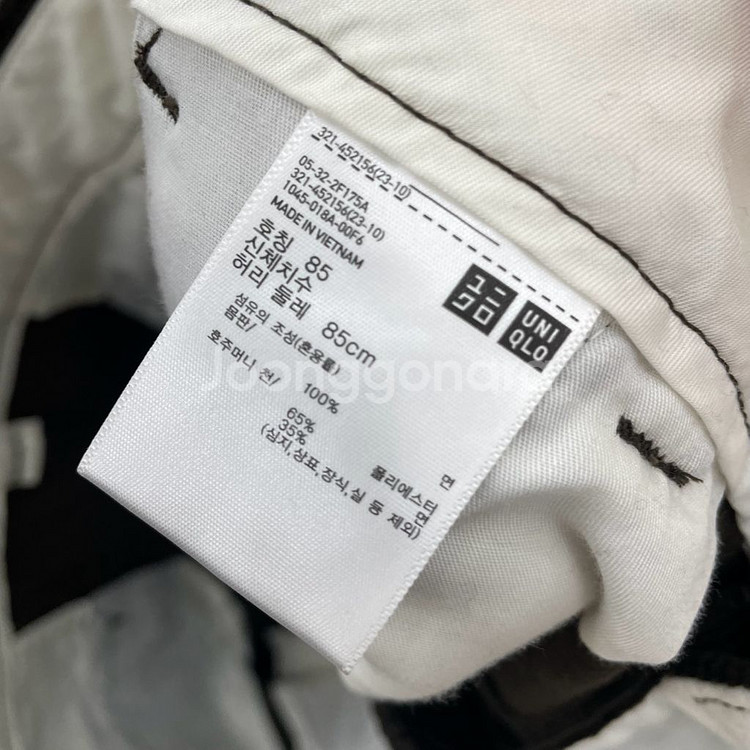 321-452156(23-10)
05-32-2F175A
321-452156(23-10)
1045-018A-00F6
MADE IN VIETNAM
호칭 85
신체치수
허리 둘레 85cm
섬유의 조성(혼용률)
몸판/ 100% 면
호주머니 천/ 65% 폴리에스터
35% 면
(심지,상표,장식,실 등 제외)
ユニ
クロ
UNI
QLO
Joonggonara